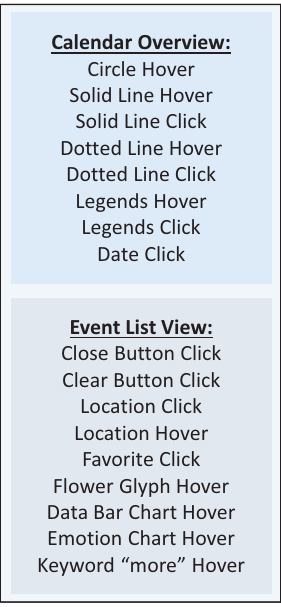 Calendar Overview:
Circle Hover
Solid Line Hover
Solid Line Click
Dotted Line Hover
Dotted Line Click
Legends Hover
Legends Click
Date Click
Event List View:
Close Button Click
Clear Button Click
Location Click
Location Hover
Favorite Click
Flower Glyph Hover
Data Bar Chart Hover
Emotion Chart Hover
Keyword “more” Hover